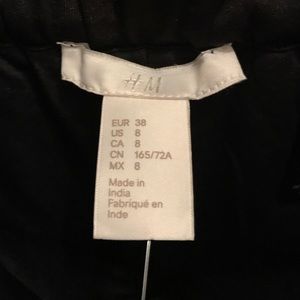 H&M
EUR 38
US 8
CA 8
CN 165/72A
MX 8
Made in
India
Fabriqué en
Inde